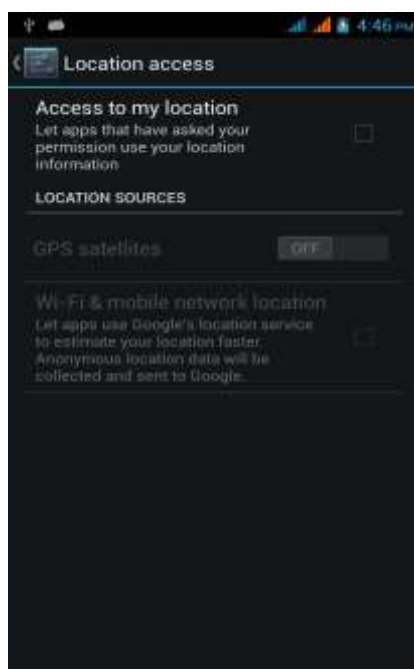 4:46 PM
Location access
Access to my location
Let apps that have asked your
permission use your location
information
LOCATION SOURCES
GPS satellites
OFF
Wi-Fi & mobile network location
Let apps use Google's location service
to estimate your location faster.
Anonymous location data will be
collected and sent to Google.